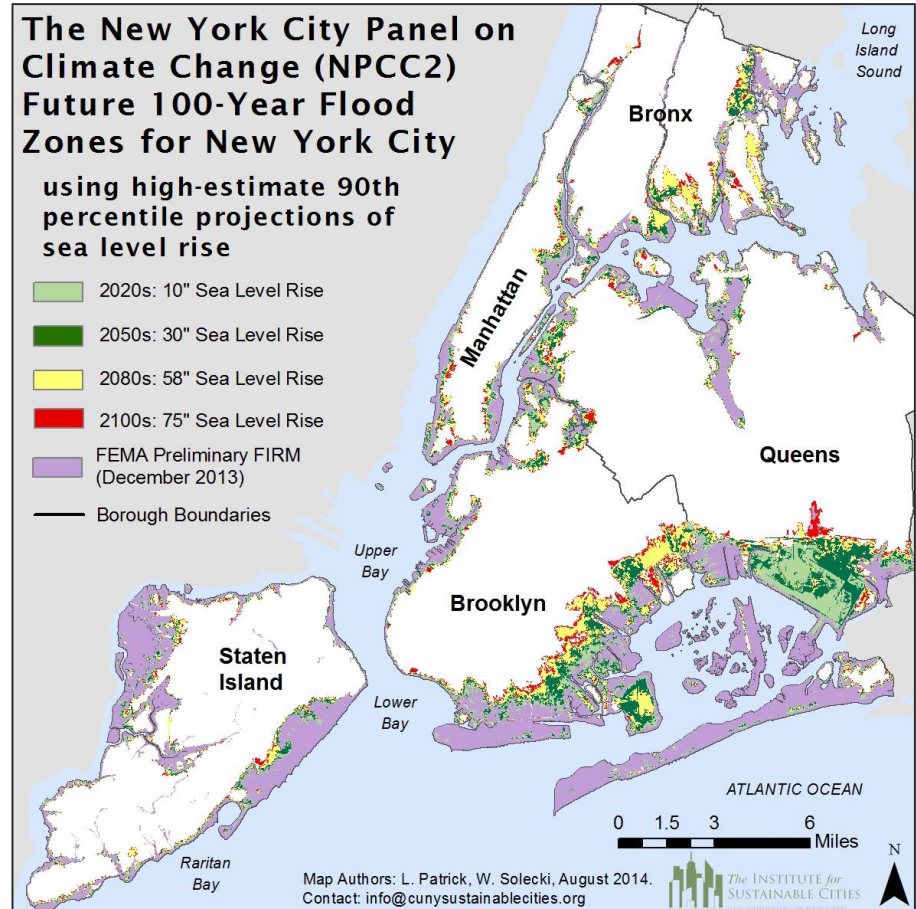 The New York City Panel on
Climate Change (NPCC2)
Future 100-Year Flood
Zones for New York City
using high-estimate 90th
percentile projections of
sea level rise
2020s: 10" Sea Level Rise
2050s: 30" Sea Level Rise
2080s: 58" Sea Level Rise
2100s: 75" Sea Level Rise
FEMA Preliminary FIRM
(December 2013)
Borough Boundaries
Long
Island
Sound
Bronx
Manhattan
Queens
Upper
Bay
Brooklyn
Staten
Island
Lower
Bay
ATLANTIC OCEAN
Raritan
Bay
0 1.5 3 6
Miles
N
Map Authors: L. Patrick, W. Solecki, August 2014.
Contact: info@cunysustainablecities.org
The INSTITUTE for
SUSTAINABLE CITIES